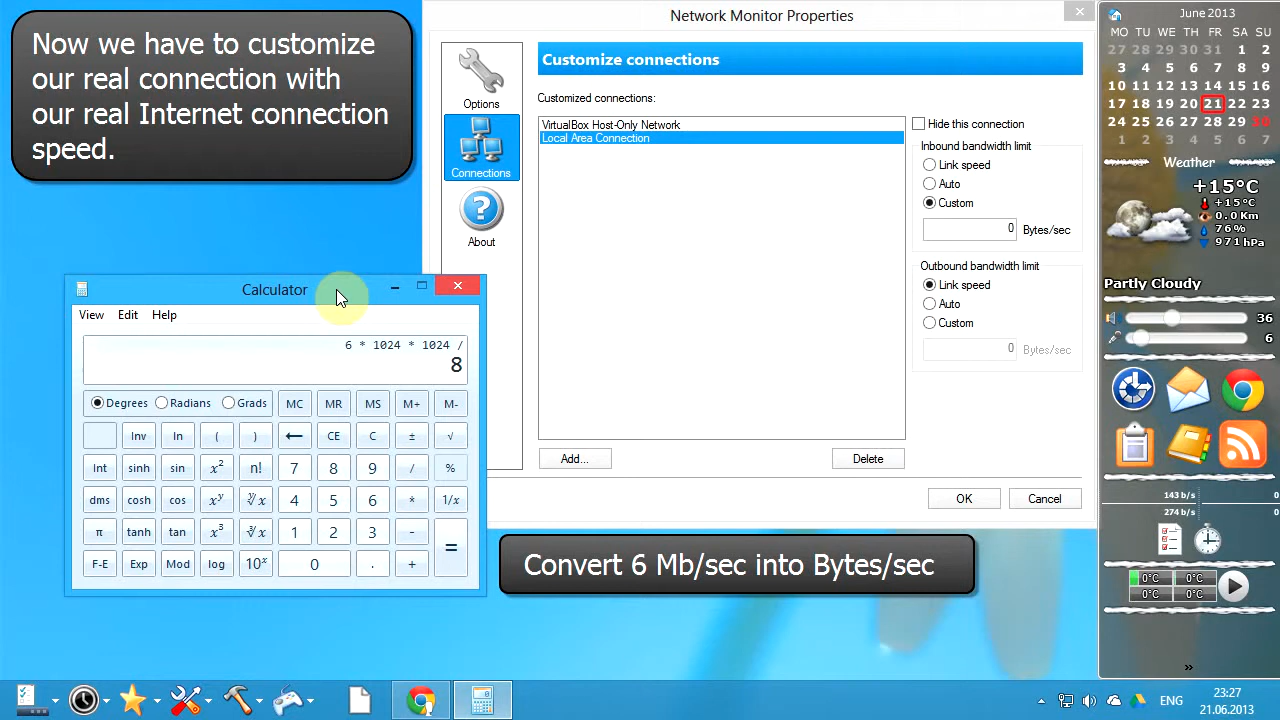 Now we have to customize
our real connection with
our real Internet connection
speed.
Network Monitor Properties
Options
Connections
About
Customize connections
Customized connections:
VirtualBox Host-Only Network
Local Area Connection
Hide this connection
Inbound bandwidth limit
Link speed
Auto
Custom
0 Bytes/sec
Outbound bandwidth limit
Link speed
Auto
Custom
0 Bytes/sec
Add...
Delete
OK
Cancel
Calculator
View Edit Help
6 * 1024 * 1024 /
8
Degrees Radians Grads MC MR MS M+ M-
Inv ln ( ) ← CE C ± √
Int sinh sin x² n! 7 8 9 / %
dms cosh cos xʸ ʸ√x 4 5 6 * 1/x
π tanh tan x³ ³√x 1 2 3 - =
F-E Exp Mod log 10ˣ 0 . +
Convert 6 Mb/sec into Bytes/sec
June 2013
MO TU WE TH FR SA SU
27 28 29 30 31 1 2
3 4 5 6 7 8 9
10 11 12 13 14 15 16
17 18 19 20 21 22 23
24 25 26 27 28 29 30
1 2 3 4 5 6 7
Weather
+15°C
+15°C
0.0Km
76%
971hPa
Partly Cloudy
36
6
143 b/s 0
274 b/s 0
0°C 0°C
0°C 0°C
»
ENG
23:27
21.06.2013